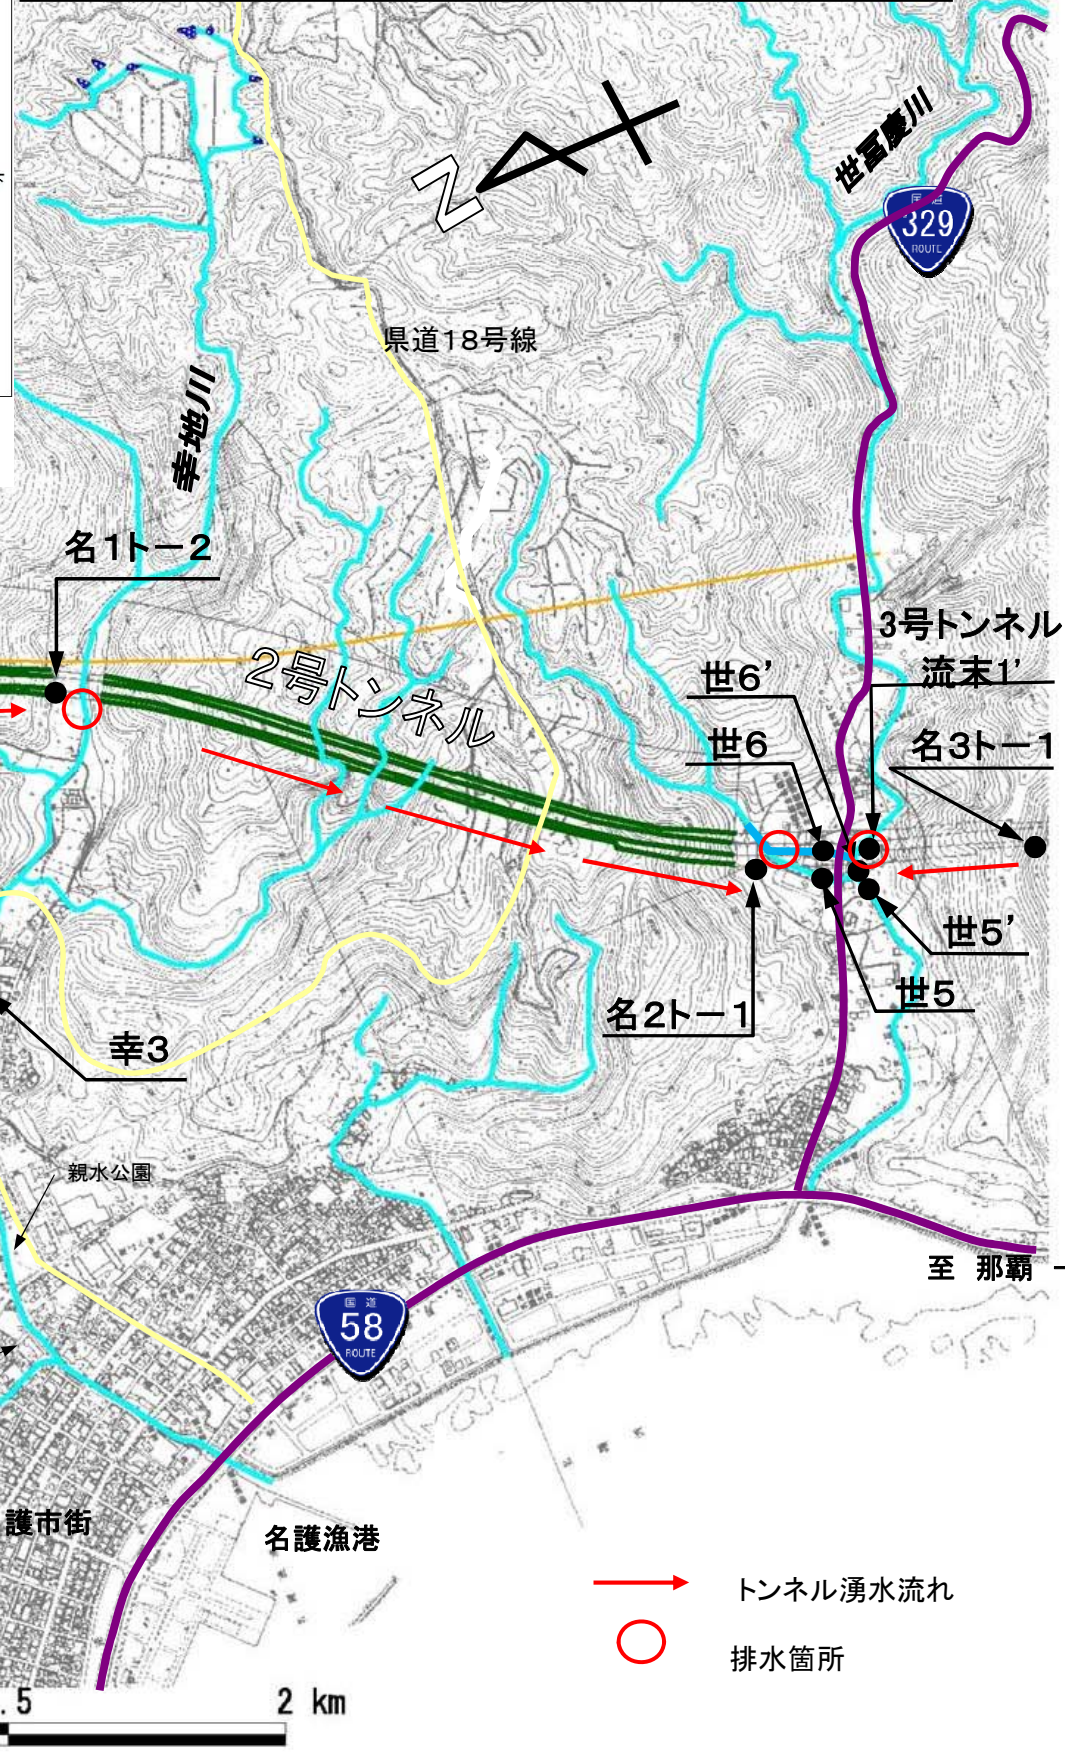 世冨慶川
国道
329
ROUTE
N
県道18号線
幸地川
名1トー2
2号トンネル
3号トンネル
流末1’
世6’
世6
名3トー1
世5’
世5
名2トー1
幸3
親水公園
至 那覇
国道
58
ROUTE
護市街
名護漁港
トンネル湧水流れ
排水箇所
.5
2 km